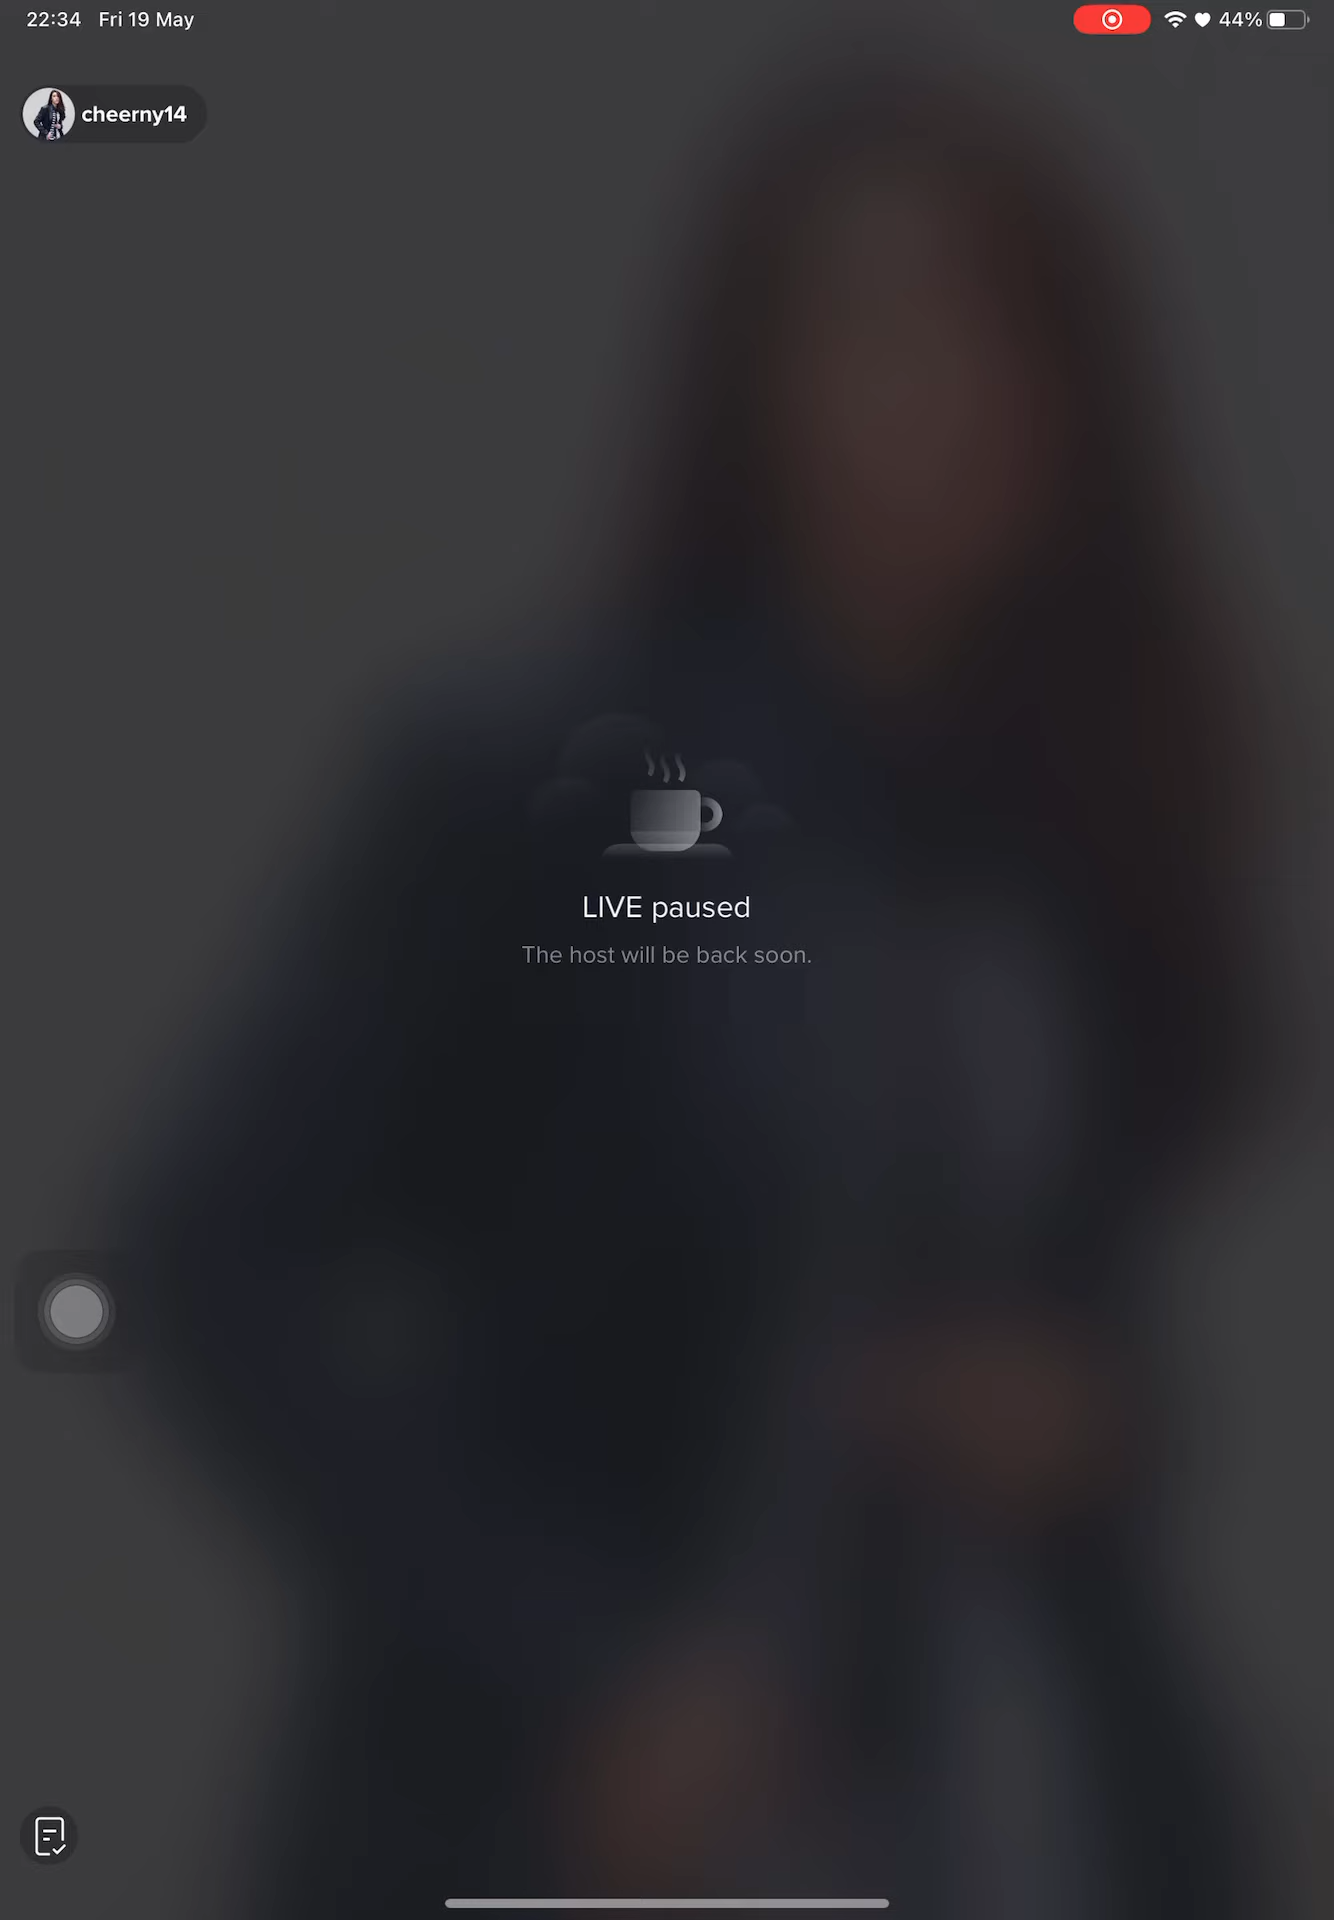 22:34 Fri 19 May
44%
cheerny14
LIVE paused
The host will be back soon.